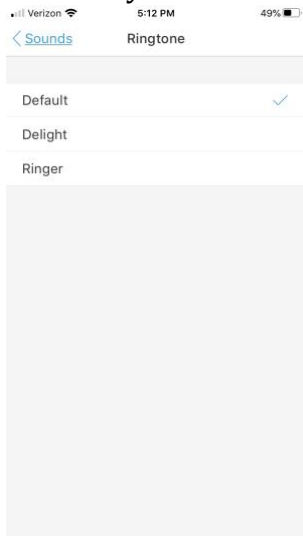 Verizon 5:12 PM 49%
Sounds Ringtone
Default
Delight
Ringer